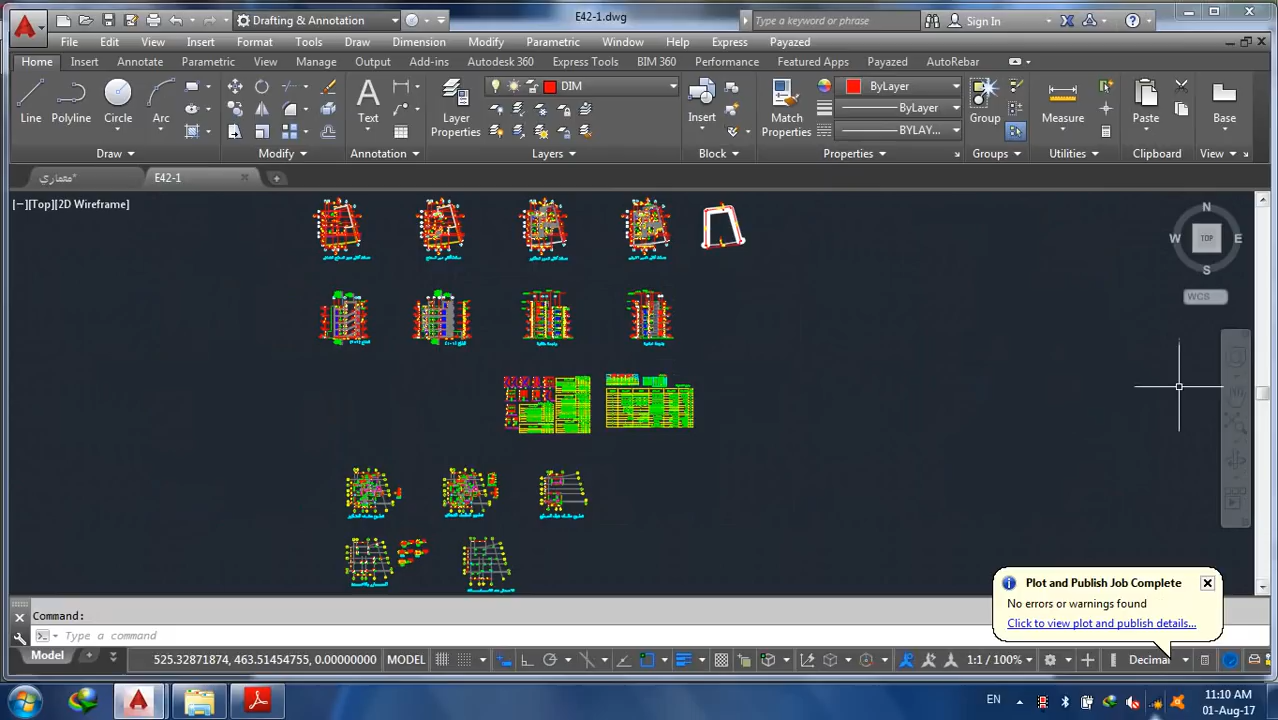 Drafting & Annotation
E42-1.dwg
Type a keyword or phrase
Sign In
File Edit View Insert Format Tools Draw Dimension Modify Parametric Window Help Express Payazed
Home Insert Annotate Parametric View Manage Output Add-ins Autodesk 360 Express Tools BIM 360 Performance Featured Apps Payazed AutoRebar
Line Polyline Circle Arc Text Layer Properties DIM Insert Match Properties ByLayer ByLayer BYLAY... Group Measure Paste Base
Draw Modify Annotation Layers Block Properties Groups Utilities Clipboard View
معماري* E42-1
[−][Top][2D Wireframe]
N
W TOP E
S
WCS
Plot and Publish Job Complete
No errors or warnings found
Click to view plot and publish details...
Command:
Type a command
Model 525.32871874, 463.51454755, 0.00000000 MODEL 1:1 / 100% Decimal
EN 11:10 AM
01-Aug-17